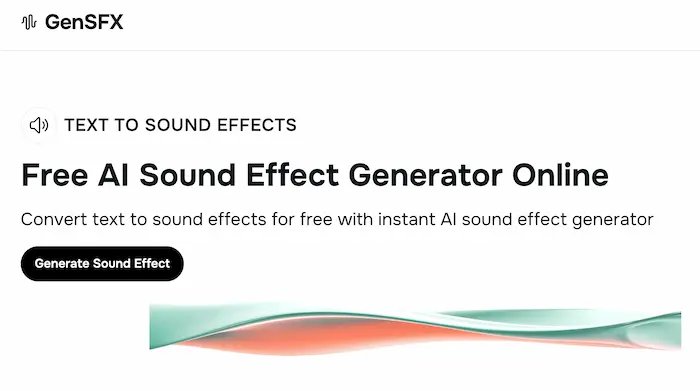 GenSFX
TEXT TO SOUND EFFECTS
Free AI Sound Effect Generator Online
Convert text to sound effects for free with instant AI sound effect generator
Generate Sound Effect